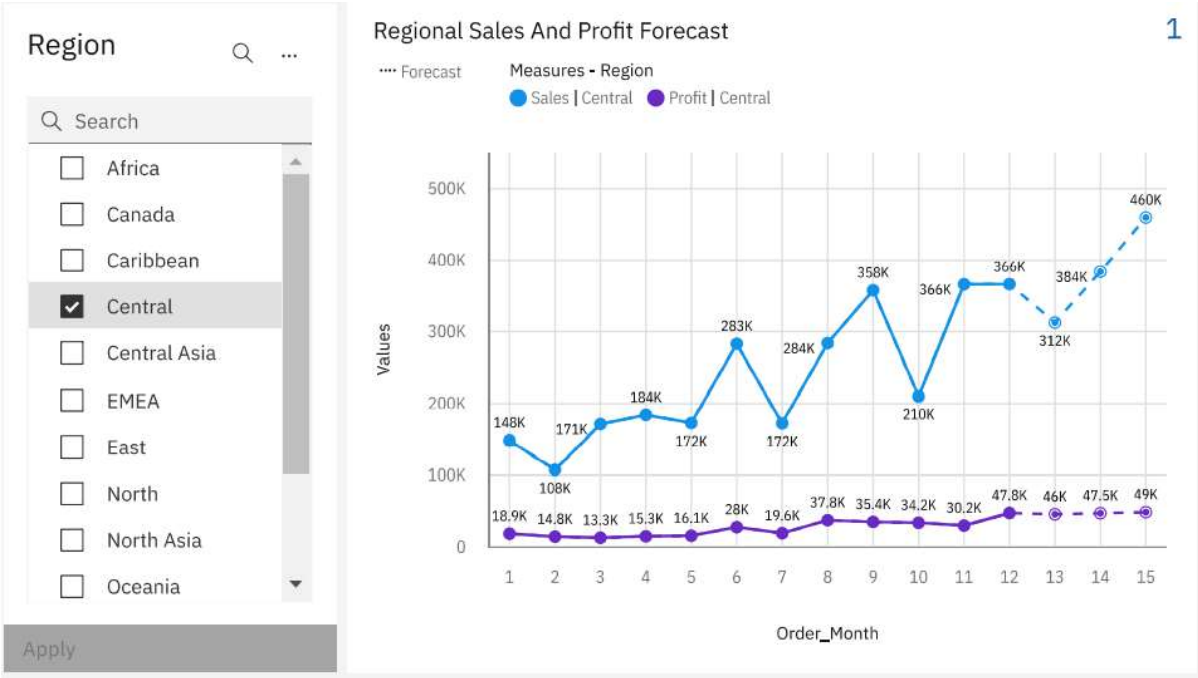 Region
...
Search
Africa
Canada
Caribbean
Central
Central Asia
EMEA
East
North
North Asia
Oceania
Apply
Regional Sales And Profit Forecast
1
Forecast
Measures - Region
Sales | Central Profit | Central
Values
500K
400K
300K
200K
100K
0
148K 108K 171K 184K 172K 283K 172K 284K 358K 210K 366K 366K 312K 384K 460K
18.9K 14.8K 13.3K 15.3K 16.1K 28K 19.6K 37.8K 35.4K 34.2K 30.2K 47.8K 46K 47.5K 49K
1 2 3 4 5 6 7 8 9 10 11 12 13 14 15
Order_Month